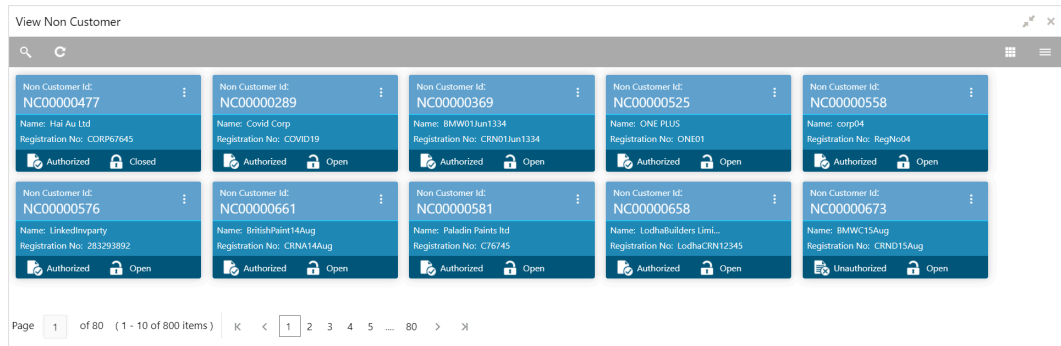 View Non Customer
Non Customer Id:
NC00000477
Name: Hai Au Ltd
Registration No: CORP67645
Authorized Closed
Non Customer Id:
NC00000289
Name: Covid Corp
Registration No: COVID19
Authorized Open
Non Customer Id:
NC00000369
Name: BMW01Jun1334
Registration No: CRN01Jun1334
Authorized Open
Non Customer Id:
NC00000525
Name: ONE PLUS
Registration No: ONE01
Authorized Open
Non Customer Id:
NC00000558
Name: corp04
Registration No: RegNo04
Authorized Open
Non Customer Id:
NC00000576
Name: LinkedInvparty
Registration No: 283293892
Authorized Open
Non Customer Id:
NC00000661
Name: BritishPaint14Aug
Registration No: CRNA14Aug
Authorized Open
Non Customer Id:
NC00000581
Name: Paladin Paints ltd
Registration No: C76745
Authorized Open
Non Customer Id:
NC00000658
Name: LodhaBuilders Limi...
Registration No: LodhaCRN12345
Authorized Open
Non Customer Id:
NC00000673
Name: BMWC15Aug
Registration No: CRND15Aug
Unauthorized Open
Page 1 of 80 ( 1 - 10 of 800 items ) 1 2 3 4 5 .... 80